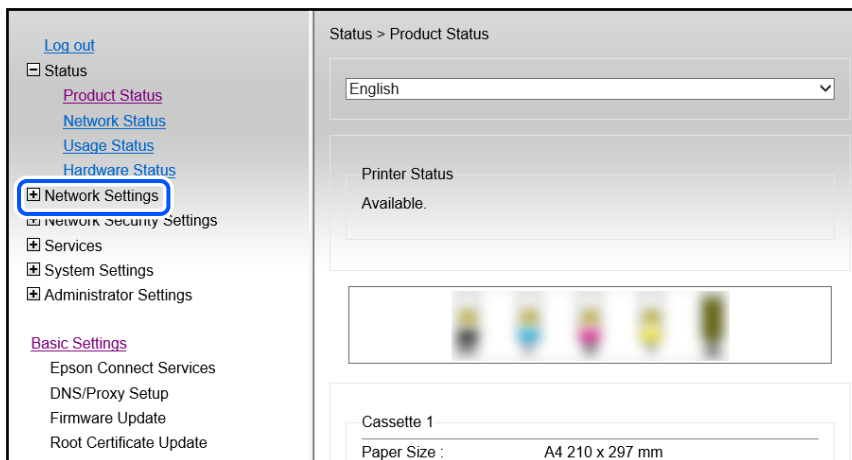 Log out
Status
Product Status
Network Status
Usage Status
Hardware Status
Network Settings
Network Security Settings
Services
System Settings
Administrator Settings
Basic Settings
Epson Connect Services
DNS/Proxy Setup
Firmware Update
Root Certificate Update
Status > Product Status
English
Printer Status
Available.
Cassette 1
Paper Size : A4 210 x 297 mm